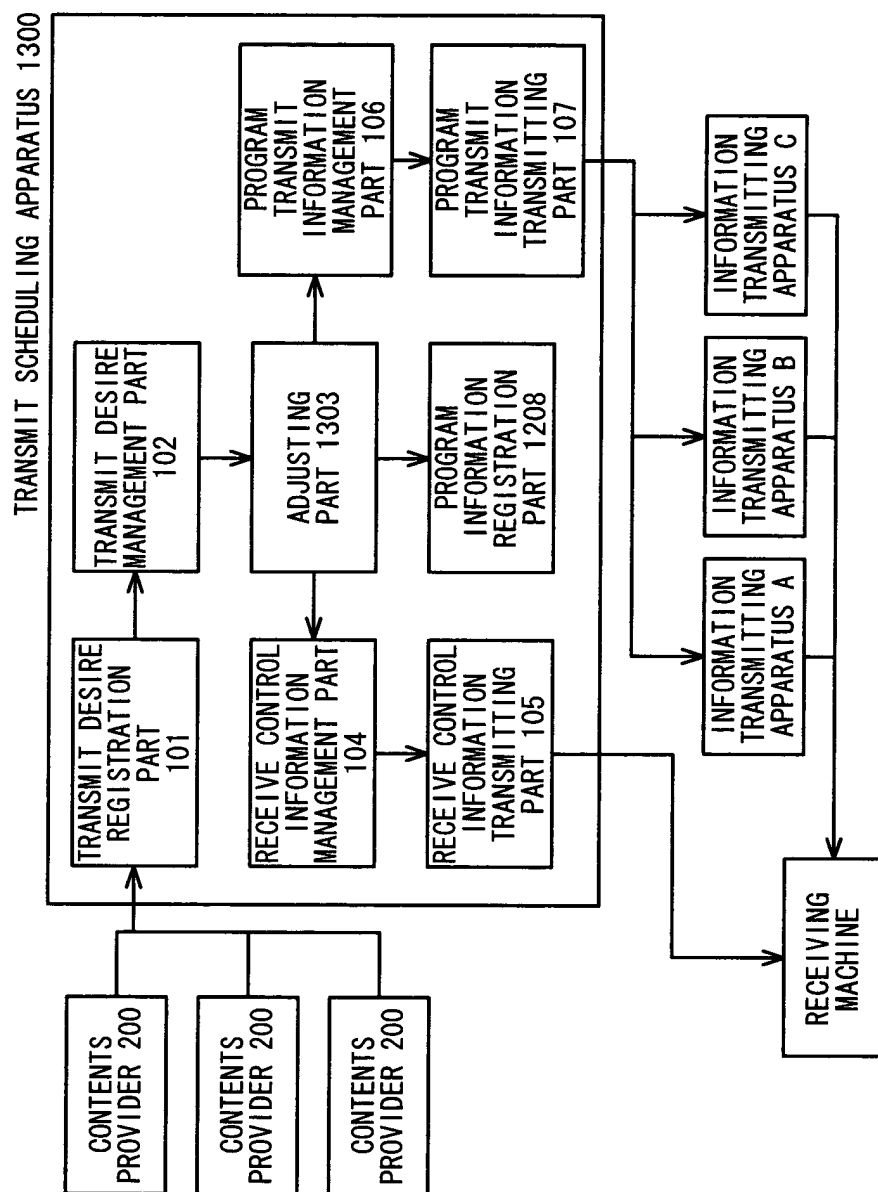 TRANSMIT SCHEDULING APPARATUS 1300
CONTENTS
PROVIDER 200
CONTENTS
PROVIDER 200
CONTENTS
PROVIDER 200
TRANSMIT DESIRE
REGISTRATION
PART
101
TRANSMIT DESIRE
MANAGEMENT PART
102
RECEIVE CONTROL
INFORMATION
MANAGEMENT PART
104
ADJUSTING
PART 1303
PROGRAM
TRANSMIT
INFORMATION
MANAGEMENT
PART 106
RECEIVE CONTROL
INFORMATION
TRANSMITTING
PART 105
PROGRAM
INFORMATION
REGISTRATION
PART 1208
PROGRAM
TRANSMIT
INFORMATION
TRANSMITTING
PART 107
INFORMATION
TRANSMITTING
APPARATUS A
INFORMATION
TRANSMITTING
APPARATUS B
INFORMATION
TRANSMITTING
APPARATUS C
RECEIVING
MACHINE